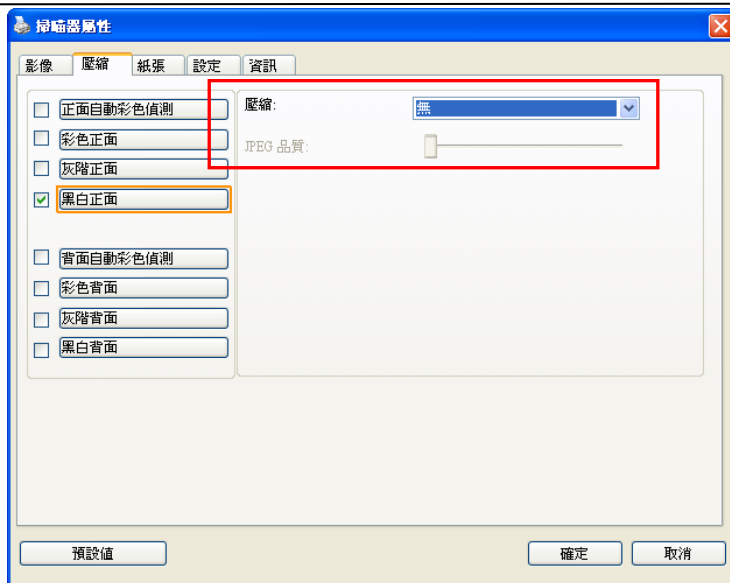 掃瞄器屬性
影像 壓縮 紙張 設定 資訊
正面自動彩色偵測
彩色正面
灰階正面
黑白正面
背面自動彩色偵測
彩色背面
灰階背面
黑白背面
壓縮: 無
JPEG 品質:
預設值 確定 取消